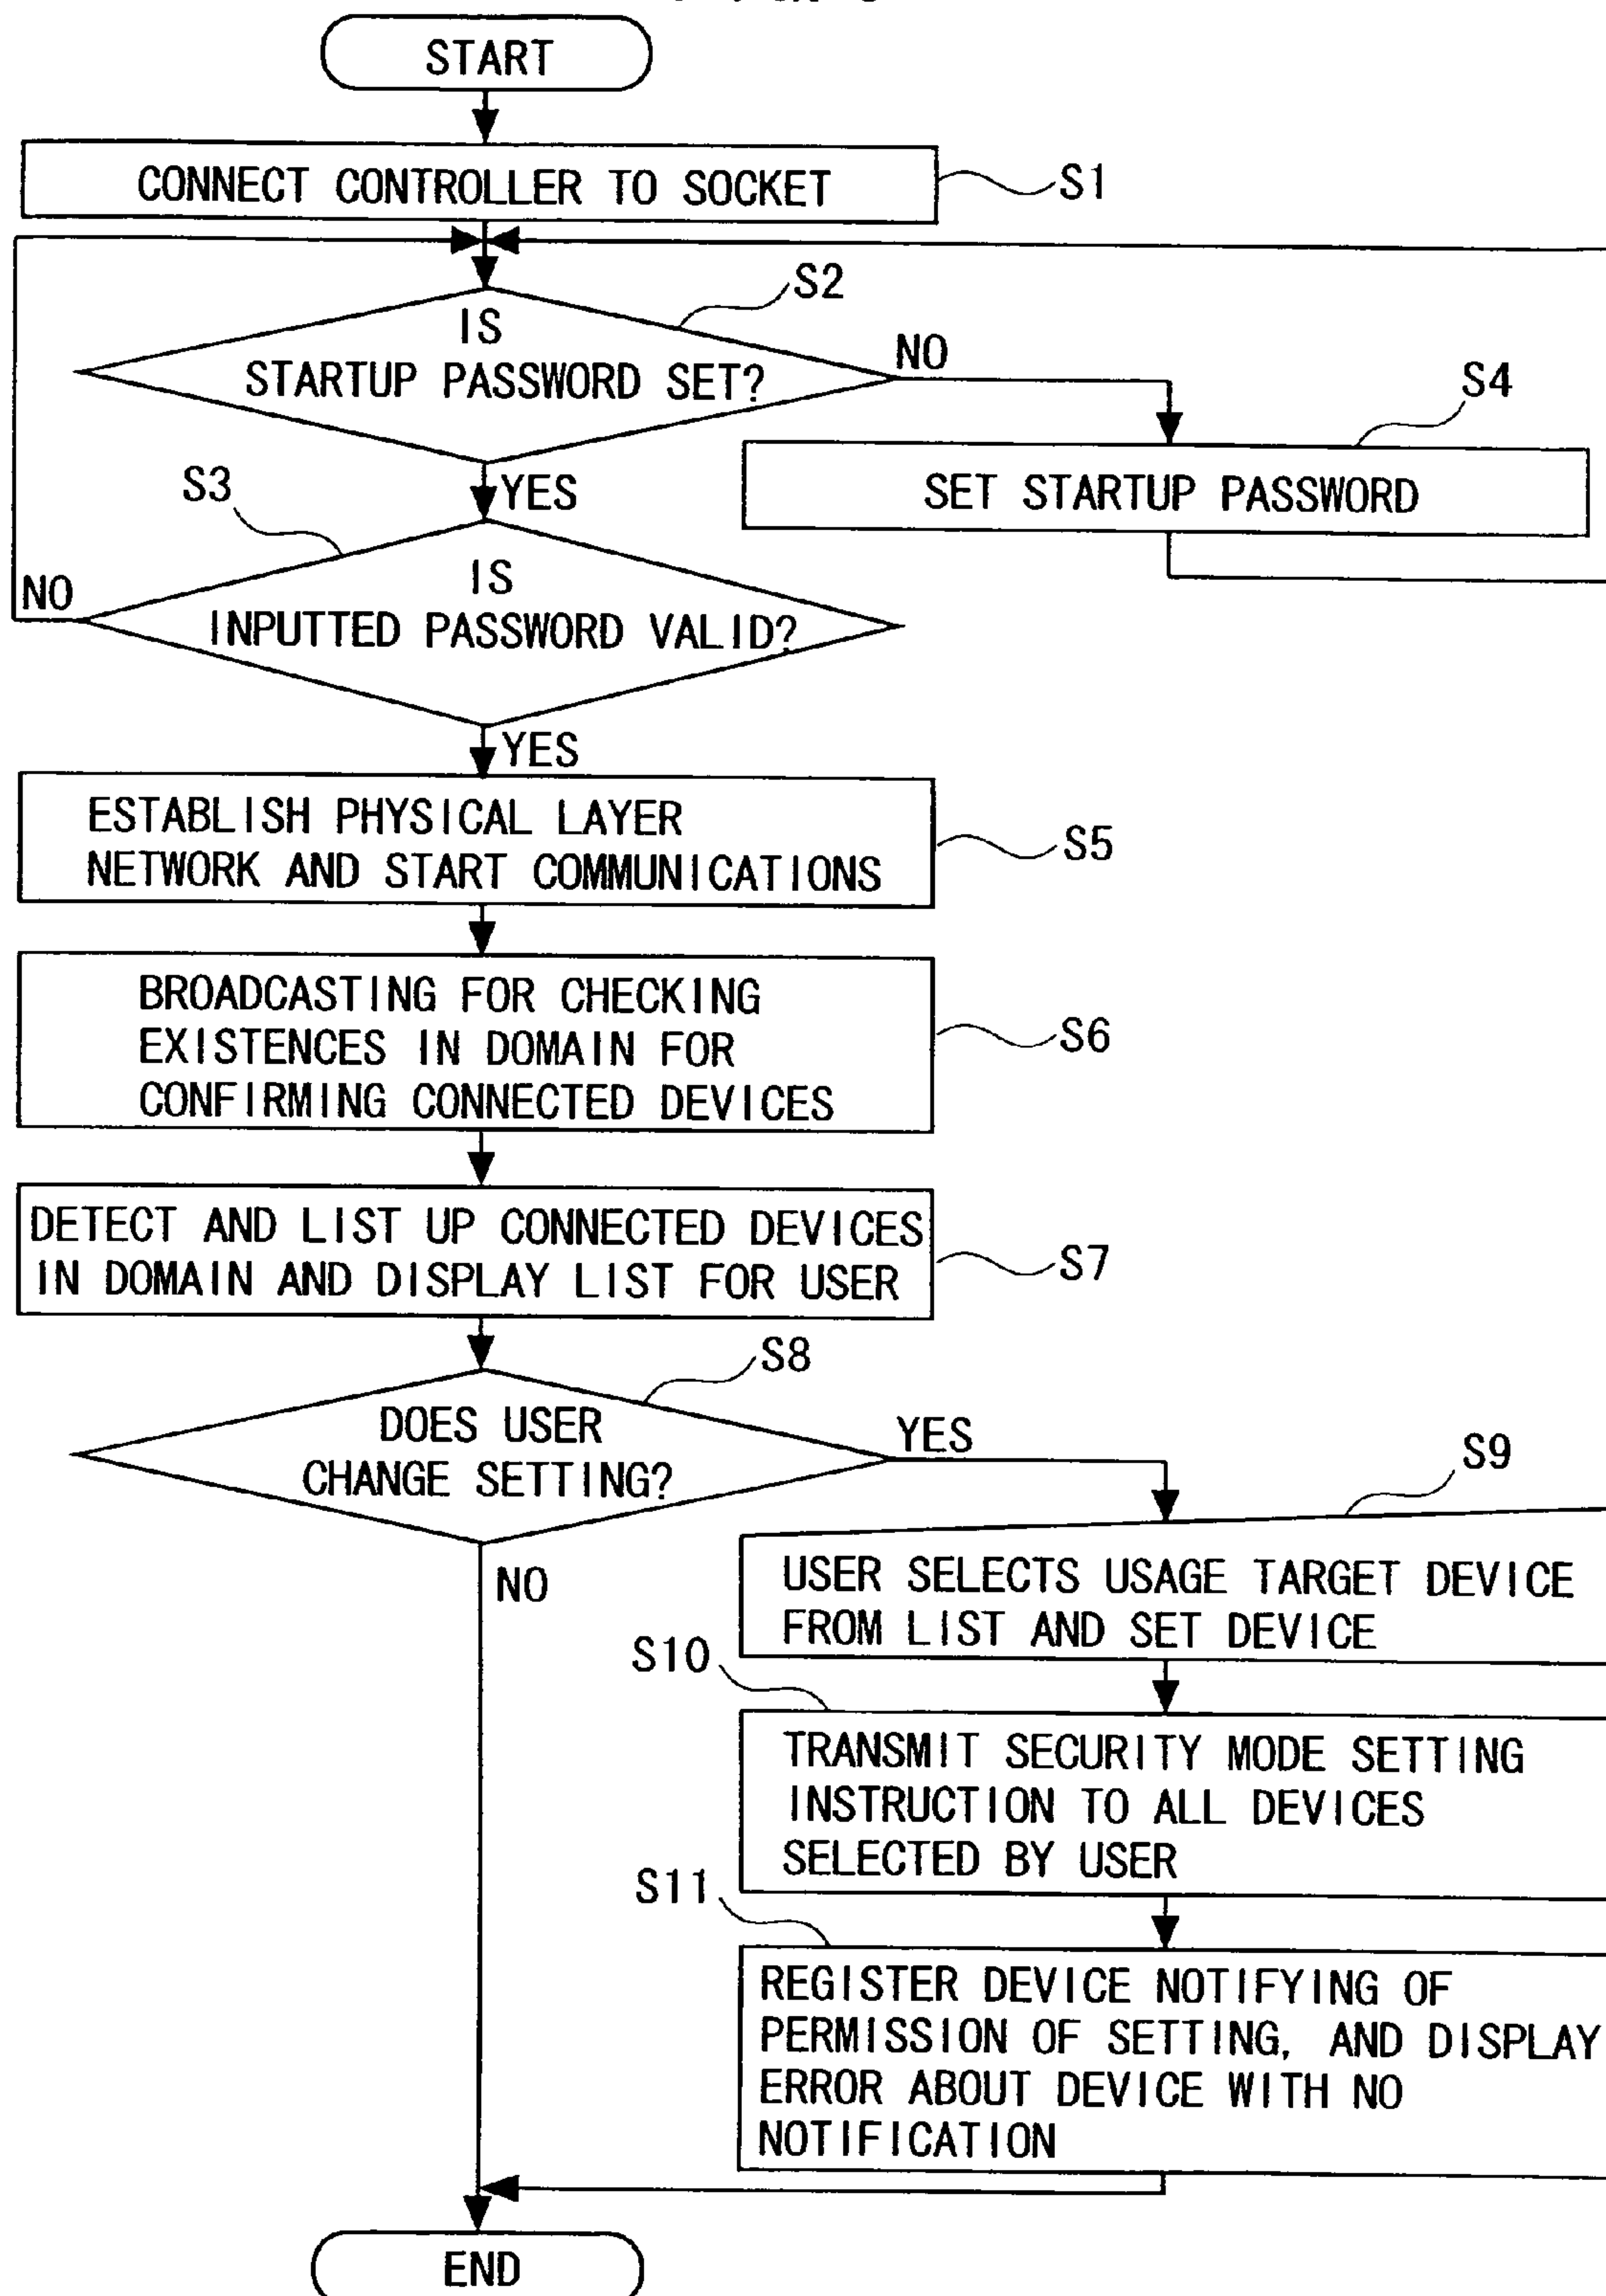 START
CONNECT CONTROLLER TO SOCKET
S1
S2
IS
STARTUP PASSWORD SET?
NO
S4
SET STARTUP PASSWORD
YES
S3
IS
INPUTTED PASSWORD VALID?
NO
YES
ESTABLISH PHYSICAL LAYER
NETWORK AND START COMMUNICATIONS
S5
BROADCASTING FOR CHECKING
EXISTENCES IN DOMAIN FOR
CONFIRMING CONNECTED DEVICES
S6
DETECT AND LIST UP CONNECTED DEVICES
IN DOMAIN AND DISPLAY LIST FOR USER
S7
S8
DOES USER
CHANGE SETTING?
YES
NO
S9
USER SELECTS USAGE TARGET DEVICE
FROM LIST AND SET DEVICE
S10
TRANSMIT SECURITY MODE SETTING
INSTRUCTION TO ALL DEVICES
SELECTED BY USER
S11
REGISTER DEVICE NOTIFYING OF
PERMISSION OF SETTING, AND DISPLAY
ERROR ABOUT DEVICE WITH NO
NOTIFICATION
END